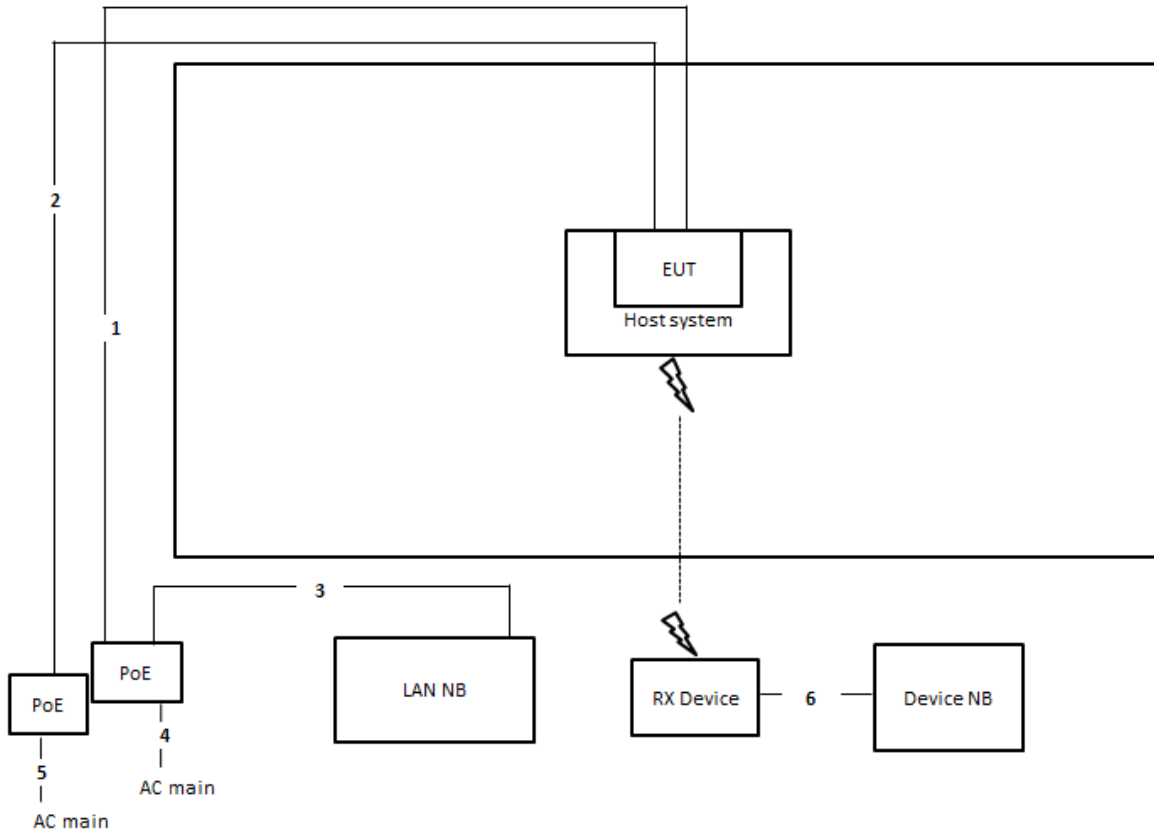 2
1
EUT
Host system
3
PoE
PoE
LAN NB
RX Device
6
Device NB
4
5
AC main
AC main